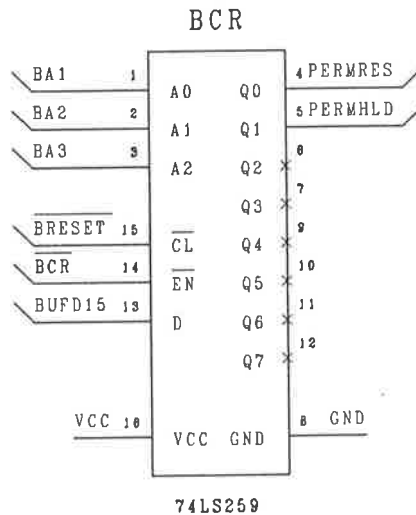 BCR
BA1 1 A0 Q0 4 PERMRES
BA2 2 A1 Q1 5 PERMHLD
BA3 3 A2 Q2 6
Q3 7
BRESET 15 CL Q4 9
BCR 14 EN Q5 10
BUFD15 13 D Q6 11
Q7 12
VCC 16 VCC GND 8 GND
74LS259